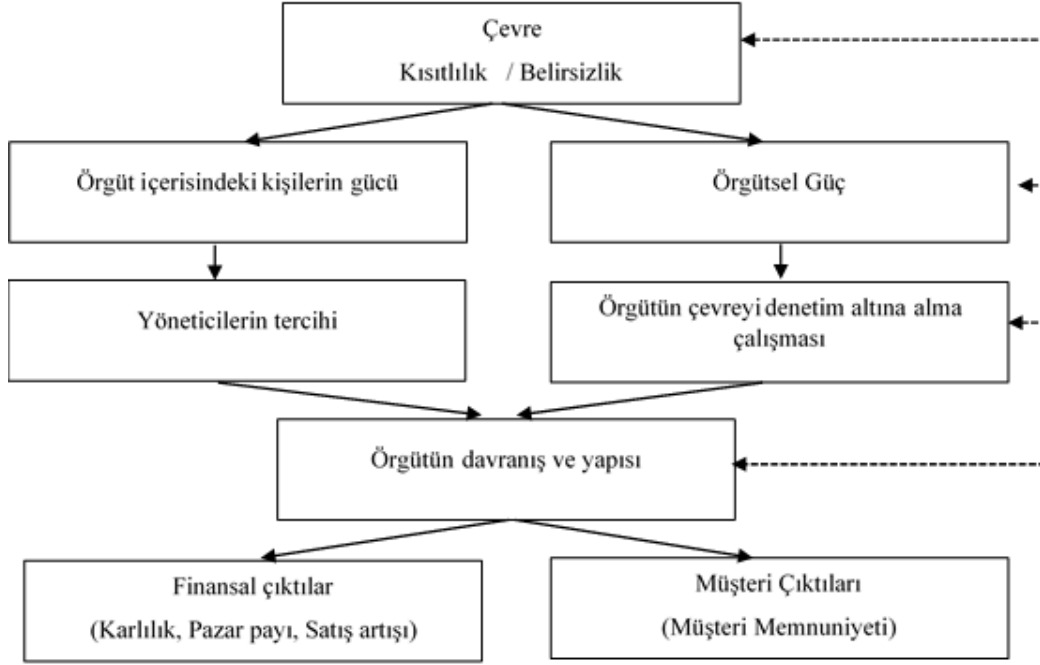 Çevre
Kısıtlılık / Belirsizlik
Örgüt içerisindeki kişilerin gücü
Örgütsel Güç
Yöneticilerin tercihi
Örgütün çevreyi denetim altına alma
çalışması
Örgütün davranış ve yapısı
Finansal çıktılar
(Karlılık, Pazar payı, Satış artışı)
Müşteri Çıktıları
(Müşteri Memnuniyeti)